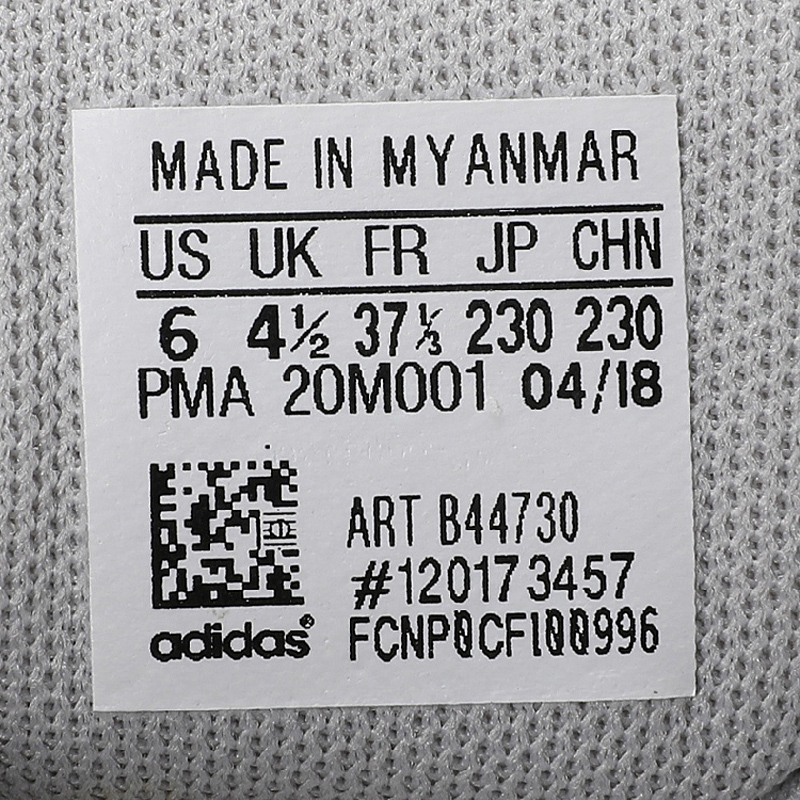 MADE IN MYANMAR
US UK FR JP CHN
6 4½ 37⅓ 230 230
PMA 20M001 04/18
ART B44730
#120173457
adidas® FCNP0CF100996